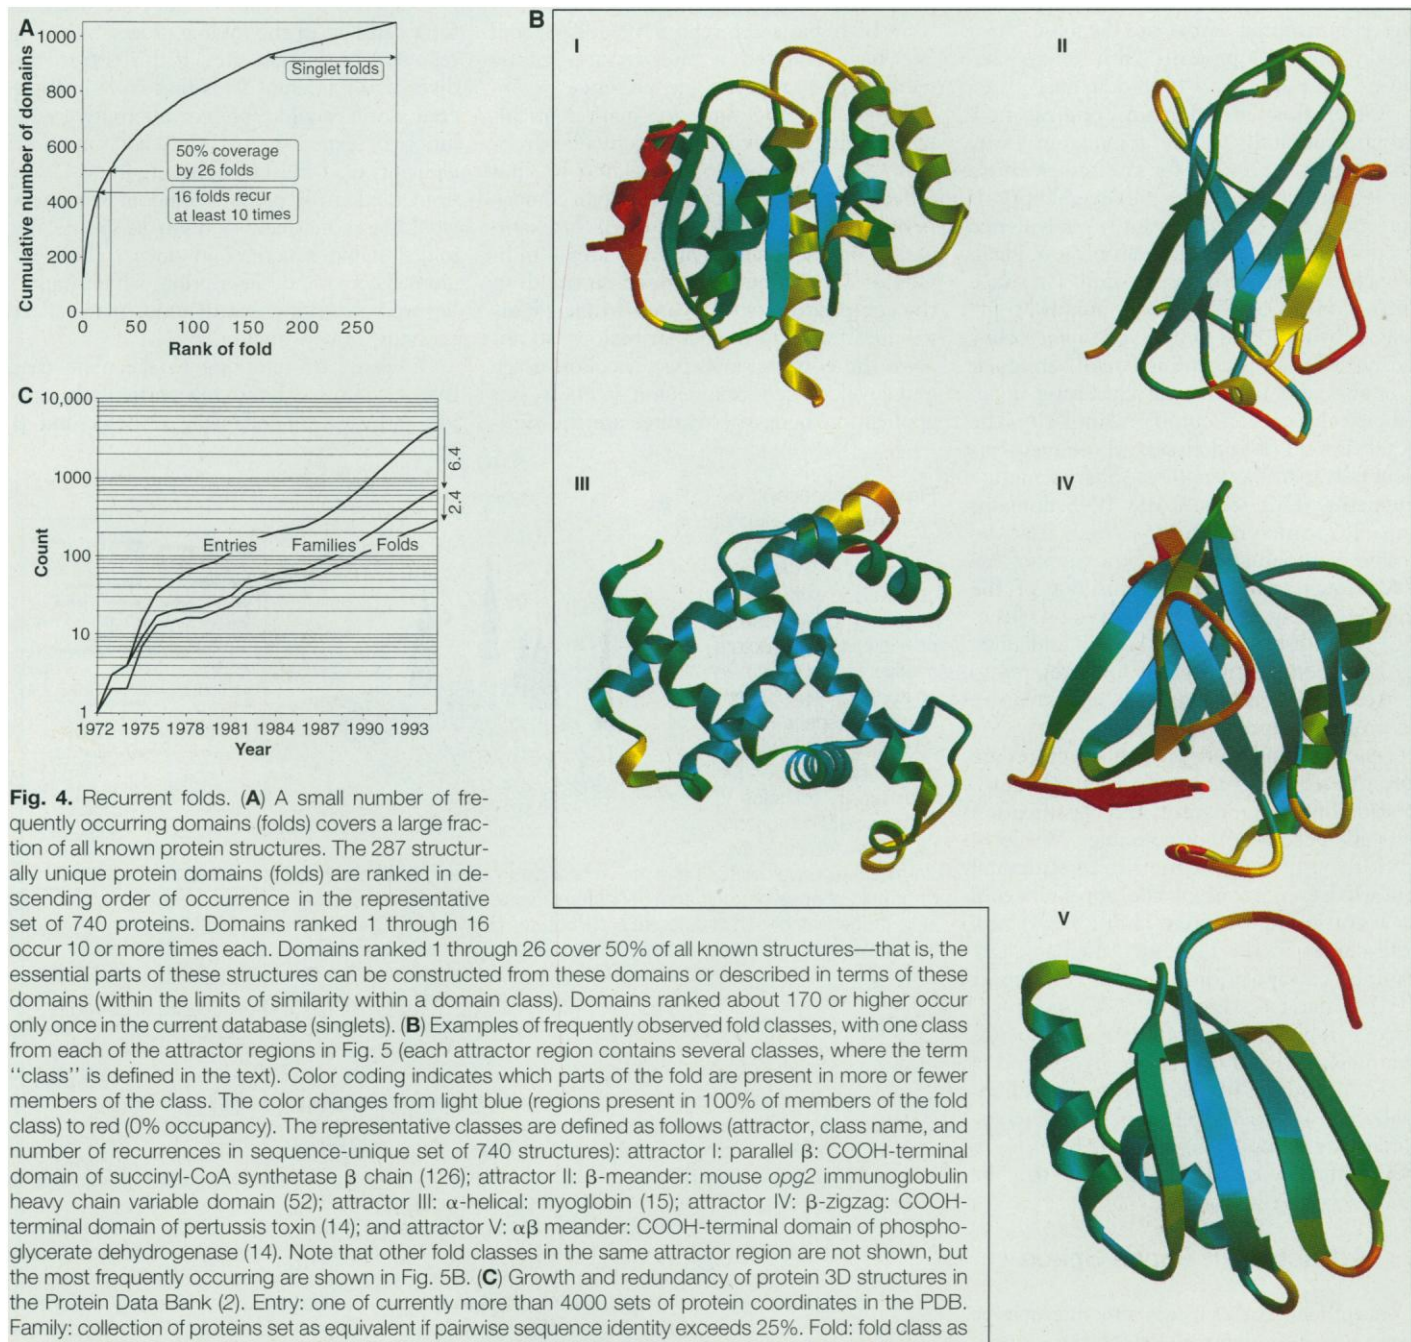 A
Cumulative number of domains
1000
800
600
400
200
0
Singlet folds
50% coverage
by 26 folds
16 folds recur
at least 10 times
0 50 100 150 200 250
Rank of fold
B
I
II
III
IV
V
C
10,000
1000
100
10
1
Count
6.4
2.4
Entries Families Folds
1972 1975 1978 1981 1984 1987 1990 1993
Year
Fig. 4. Recurrent folds. (A) A small number of fre-
quently occurring domains (folds) covers a large frac-
tion of all known protein structures. The 287 structur-
ally unique protein domains (folds) are ranked in de-
scending order of occurrence in the representative
set of 740 proteins. Domains ranked 1 through 16
occur 10 or more times each. Domains ranked 1 through 26 cover 50% of all known structures—that is, the
essential parts of these structures can be constructed from these domains or described in terms of these
domains (within the limits of similarity within a domain class). Domains ranked about 170 or higher occur
only once in the current database (singlets). (B) Examples of frequently observed fold classes, with one class
from each of the attractor regions in Fig. 5 (each attractor region contains several classes, where the term
"class" is defined in the text). Color coding indicates which parts of the fold are present in more or fewer
members of the class. The color changes from light blue (regions present in 100% of members of the fold
class) to red (0% occupancy). The representative classes are defined as follows (attractor, class name, and
number of recurrences in sequence-unique set of 740 structures): attractor I: parallel β: COOH-terminal
domain of succinyl-CoA synthetase β chain (126); attractor II: β-meander: mouse opg2 immunoglobulin
heavy chain variable domain (52); attractor III: α-helical: myoglobin (15); attractor IV: β-zigzag: COOH-
terminal domain of pertussis toxin (14); and attractor V: αβ meander: COOH-terminal domain of phospho-
glycerate dehydrogenase (14). Note that other fold classes in the same attractor region are not shown, but
the most frequently occurring are shown in Fig. 5B. (C) Growth and redundancy of protein 3D structures in
the Protein Data Bank (2). Entry: one of currently more than 4000 sets of protein coordinates in the PDB.
Family: collection of proteins set as equivalent if pairwise sequence identity exceeds 25%. Fold: fold class as